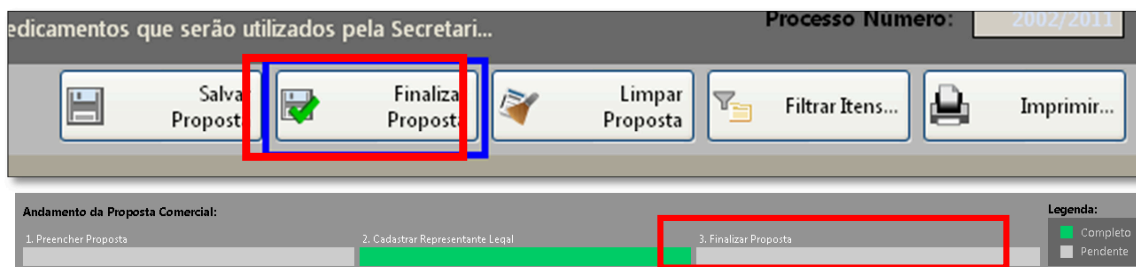 edicamentos que serão utilizados pela Secretari...
Processo Número: 2002/2011
Salva
Propost
Finaliza
Proposta
Limpar
Proposta
Filtrar Itens...
Imprimir...
Andamento da Proposta Comercial:
Legenda:
1. Preencher Proposta
2. Cadastrar Representante Legal
3. Finalizar Proposta
Completo
Pendente